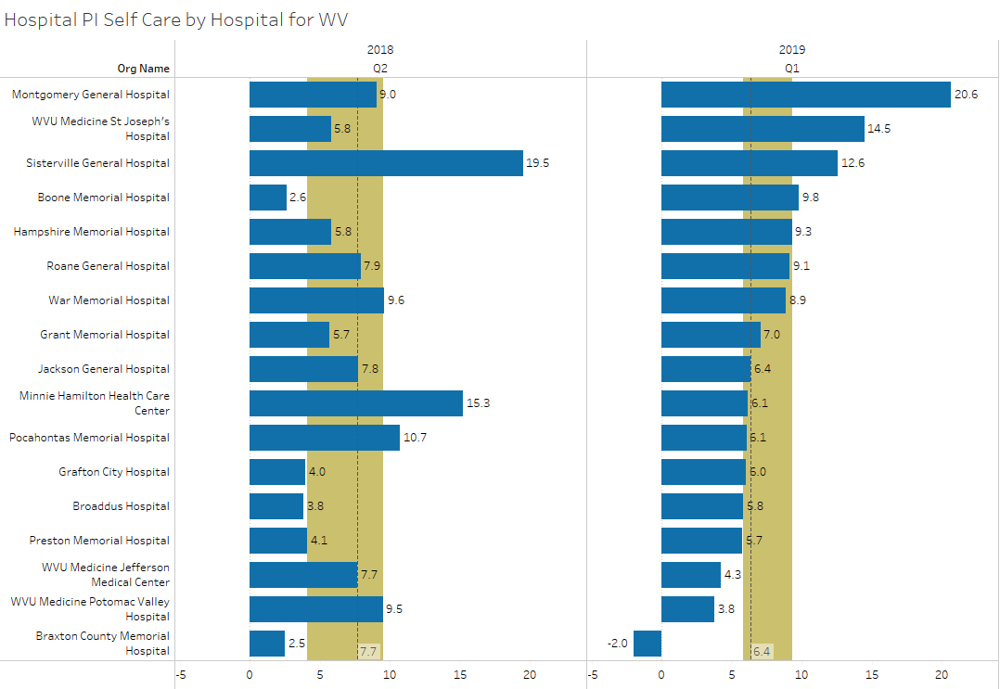 Hospital PI Self Care by Hospital for WV
2018
2019
Org Name
Q2
Q1
Montgomery General Hospital
9.0
20.6
WVU Medicine St Joseph's
Hospital
5.8
14.5
Sisterville General Hospital
19.5
12.6
Boone Memorial Hospital
2.6
9.8
Hampshire Memorial Hospital
5.8
9.3
Roane General Hospital
7.9
9.1
War Memorial Hospital
9.6
8.9
Grant Memorial Hospital
5.7
7.0
Jackson General Hospital
7.8
6.4
Minnie Hamilton Health Care
Center
15.3
6.1
Pocahontas Memorial Hospital
10.7
6.1
Grafton City Hospital
4.0
6.0
Broaddus Hospital
3.8
5.8
Preston Memorial Hospital
4.1
5.7
WVU Medicine Jefferson
Medical Center
7.7
4.3
WVU Medicine Potomac Valley
Hospital
9.5
3.8
Braxton County Memorial
Hospital
2.5
-2.0
7.7
6.4
-5 0 5 10 15 20
-5 0 5 10 15 20